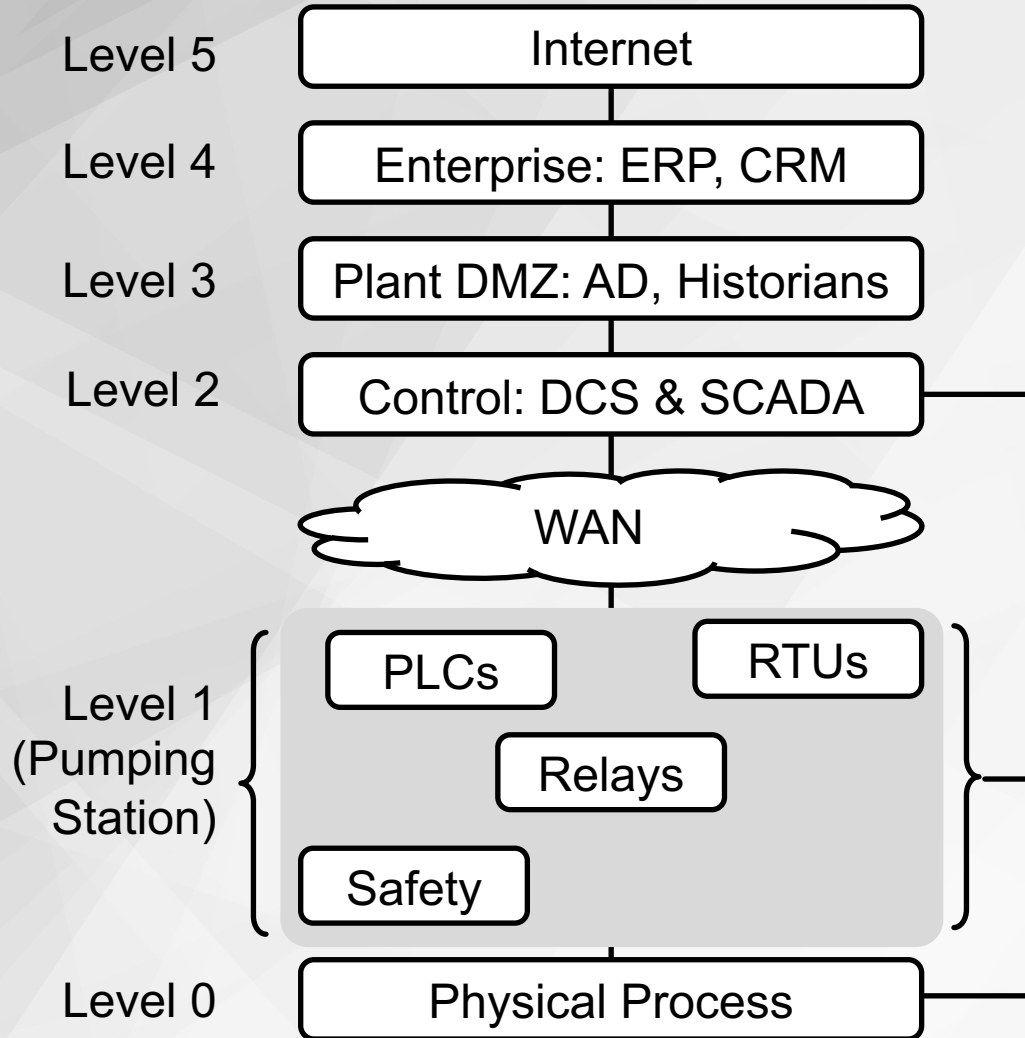 Level 5
Internet
Level 4
Enterprise: ERP, CRM
Level 3
Plant DMZ: AD, Historians
Level 2
Control: DCS & SCADA
WAN
PLCs
RTUs
Level 1
(Pumping
Station)
Relays
Safety
Level 0
Physical Process